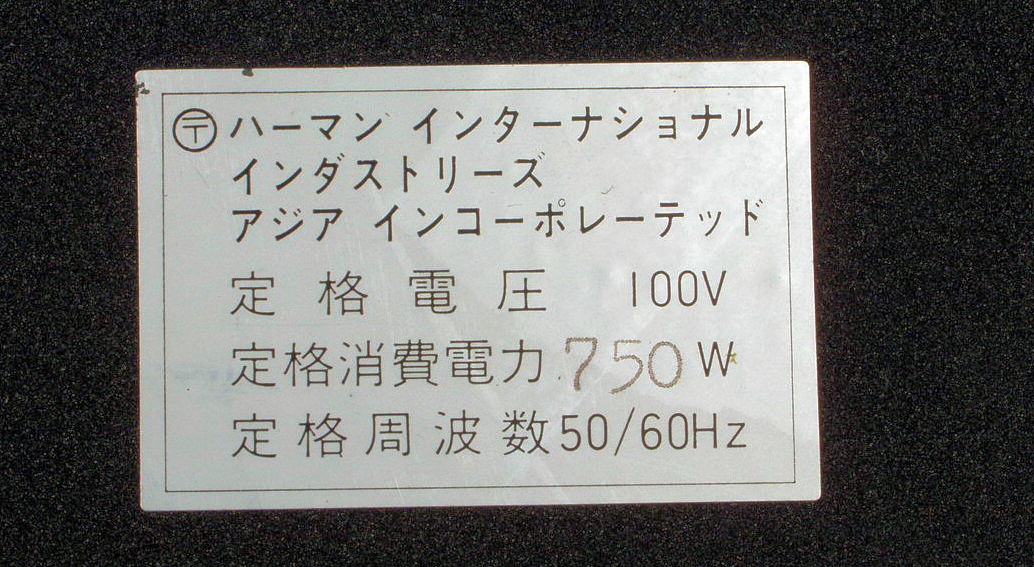 〒ハーマン インターナショナル
インダストリーズ
アジア インコーポレーテッド
定格電圧 100V
定格消費電力 750W
定格周波数 50/60Hz